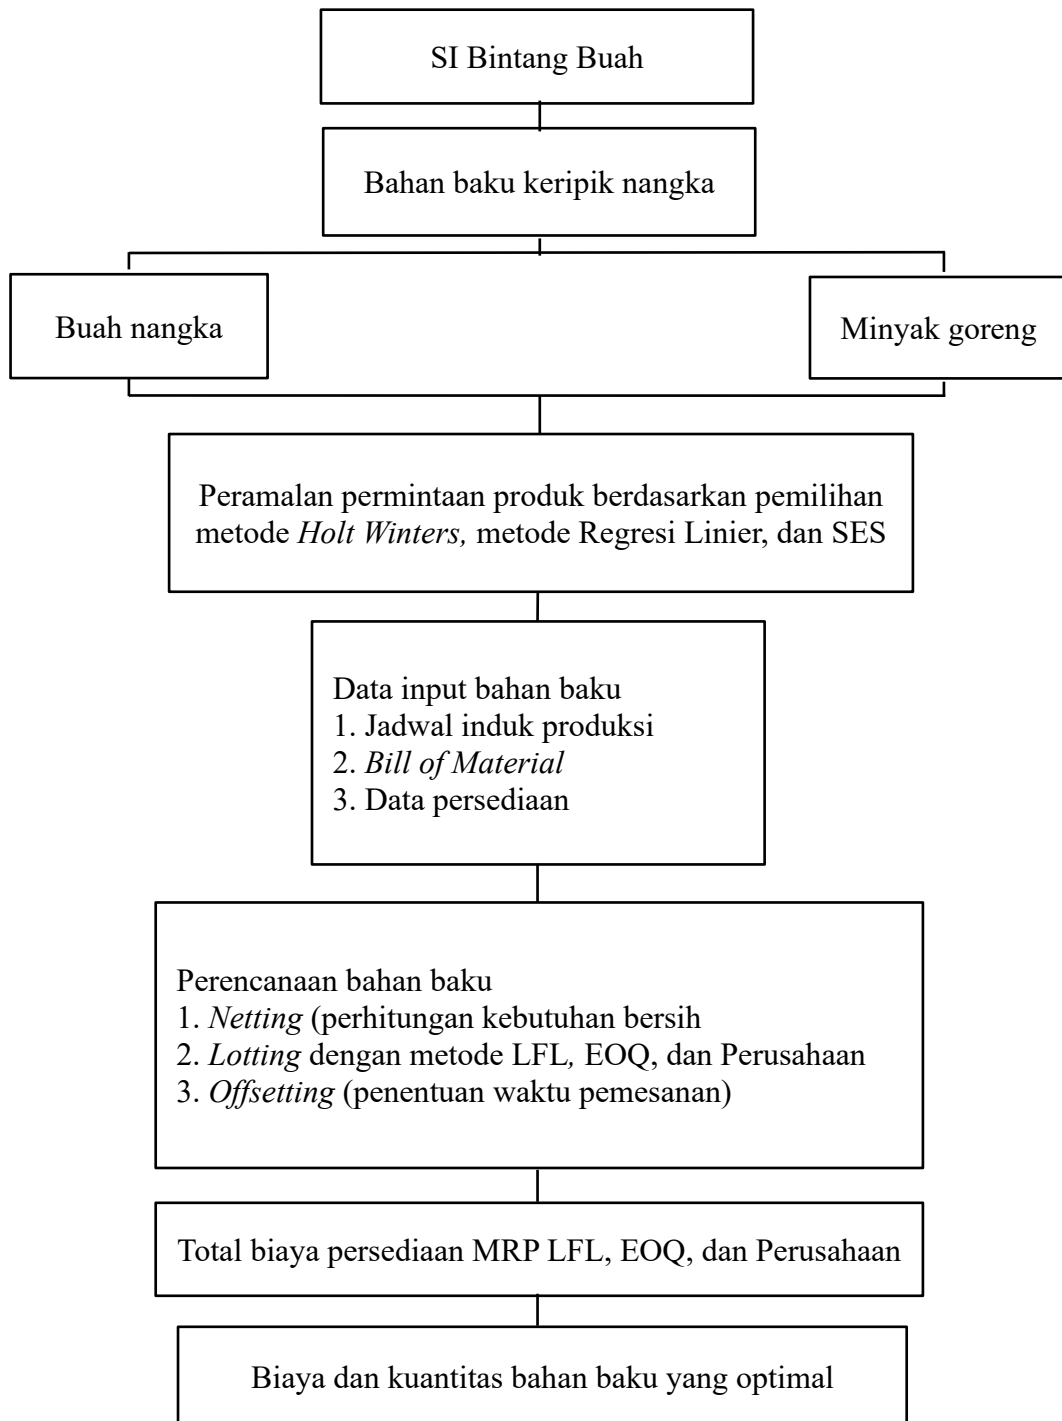 SI Bintang Buah
Bahan baku keripik nangka
Buah nangka
Minyak goreng
Peramalan permintaan produk berdasarkan pemilihan
metode Holt Winters, metode Regresi Linier, dan SES
Data input bahan baku
1. Jadwal induk produksi
2. Bill of Material
3. Data persediaan
Perencanaan bahan baku
1. Netting (perhitungan kebutuhan bersih
2. Lotting dengan metode LFL, EOQ, dan Perusahaan
3. Offsetting (penentuan waktu pemesanan)
Total biaya persediaan MRP LFL, EOQ, dan Perusahaan
Biaya dan kuantitas bahan baku yang optimal